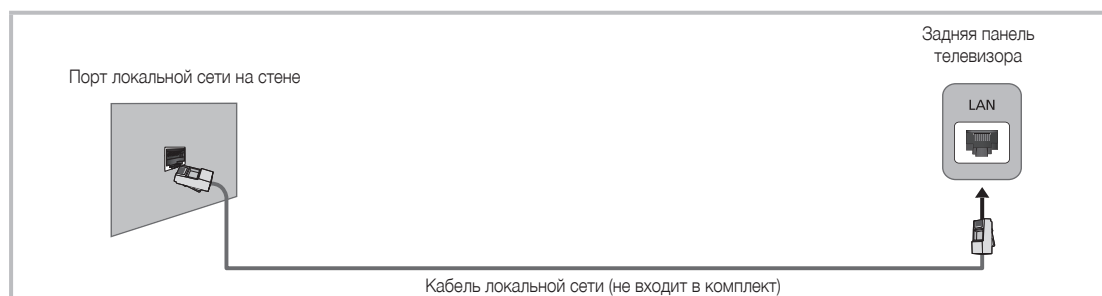 Задняя панель
телевизора
Порт локальной сети на стене
LAN
Кабель локальной сети (не входит в комплект)